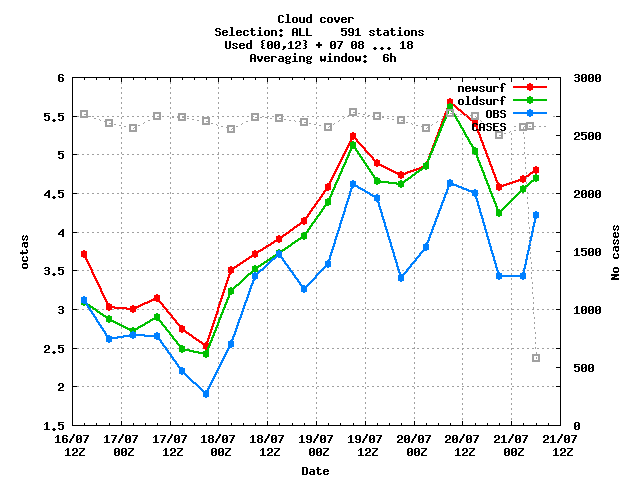 Cloud cover
Selection: ALL    591 stations
Used {00,12} + 07 08 ... 18
Averaging window:  6h
6
5.5
5
4.5
4
3.5
3
2.5
2
1.5
3000
2500
2000
1500
1000
500
0
octas
No cases
newsurf
oldsurf
OBS
CASES
16/07 17/07 17/07 18/07 18/07 19/07 19/07 20/07 20/07 21/07 21/07
12Z 00Z 12Z 00Z 12Z 00Z 12Z 00Z 12Z 00Z 12Z
Date